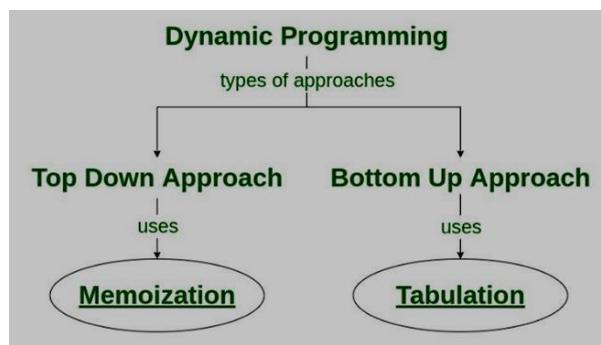 Dynamic Programming
types of approaches
Top Down Approach
Bottom Up Approach
uses
uses
Memoization
Tabulation